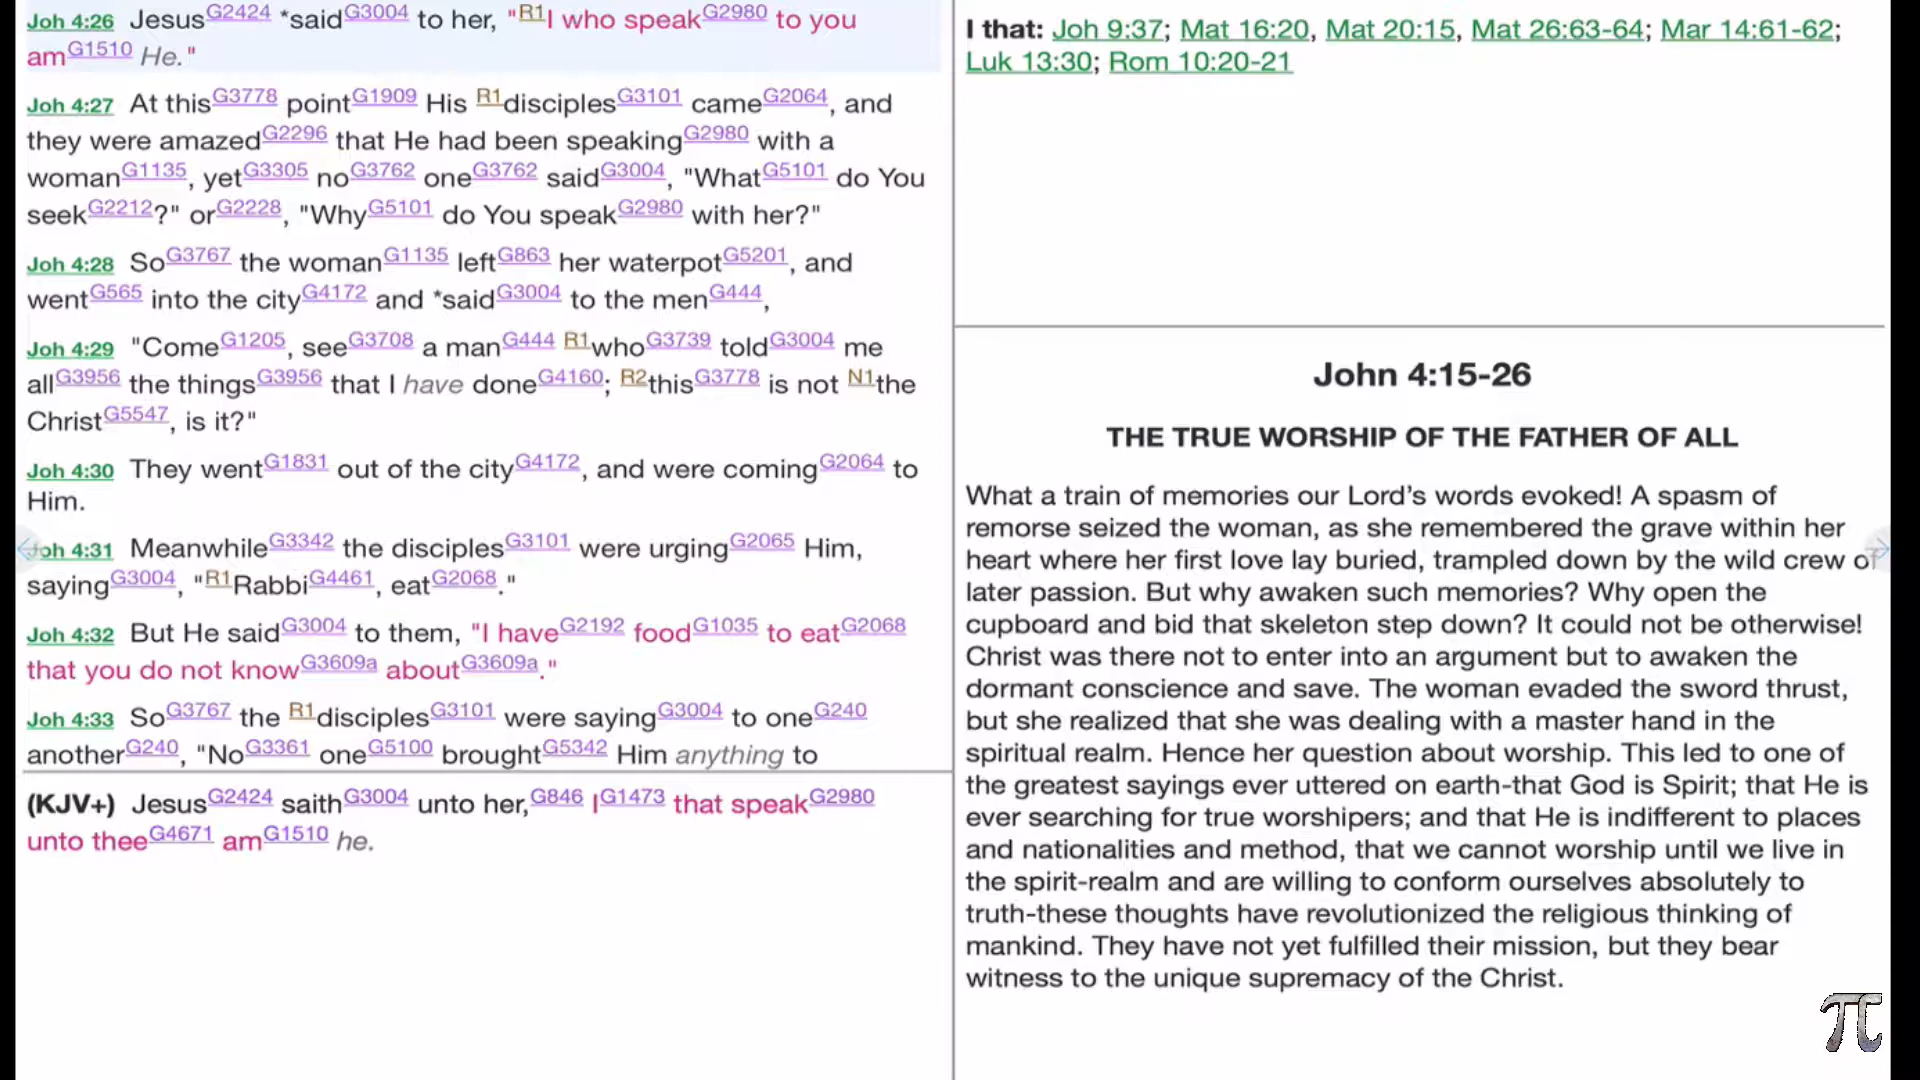 Joh 4:26 JesusG2424 *saidG3004 to her, "R1I who speakG2980 to you
amG1510 He."
Joh 4:27 At thisG3778 pointG1909 His R1disciplesG3101 cameG2064, and
they were amazedG2296 that He had been speakingG2980 with a
womanG1135, yetG3305 noG3762 oneG3762 saidG3004, "WhatG5101 do You
seekG2212?" orG2228, "WhyG5101 do You speakG2980 with her?"
Joh 4:28 SoG3767 the womanG1135 leftG863 her waterpotG5201, and
wentG565 into the cityG4172 and *saidG3004 to the menG444,
Joh 4:29 "ComeG1205, seeG3708 a manG444 R1whoG3739 toldG3004 me
allG3956 the thingsG3956 that I have doneG4160; R2thisG3778 is not N1the
ChristG5547, is it?"
Joh 4:30 They wentG1831 out of the cityG4172, and were comingG2064 to
Him.
Joh 4:31 MeanwhileG3342 the disciplesG3101 were urgingG2065 Him,
sayingG3004, "R1RabbiG4461, eatG2068."
Joh 4:32 But He saidG3004 to them, "I haveG2192 foodG1035 to eatG2068
that you do not knowG3609a aboutG3609a."
Joh 4:33 SoG3767 the R1disciplesG3101 were sayingG3004 to oneG240
anotherG240, "NoG3361 oneG5100 broughtG5342 Him anything to
(KJV+) JesusG2424 saithG3004 unto her,G846 IG1473 that speakG2980
unto theeG4671 amG1510 he.
I that: Joh 9:37; Mat 16:20, Mat 20:15, Mat 26:63-64; Mar 14:61-62;
Luk 13:30; Rom 10:20-21
John 4:15-26
THE TRUE WORSHIP OF THE FATHER OF ALL
What a train of memories our Lord's words evoked! A spasm of
remorse seized the woman, as she remembered the grave within her
heart where her first love lay buried, trampled down by the wild crew of
later passion. But why awaken such memories? Why open the
cupboard and bid that skeleton step down? It could not be otherwise!
Christ was there not to enter into an argument but to awaken the
dormant conscience and save. The woman evaded the sword thrust,
but she realized that she was dealing with a master hand in the
spiritual realm. Hence her question about worship. This led to one of
the greatest sayings ever uttered on earth-that God is Spirit; that He is
ever searching for true worshipers; and that He is indifferent to places
and nationalities and method, that we cannot worship until we live in
the spirit-realm and are willing to conform ourselves absolutely to
truth-these thoughts have revolutionized the religious thinking of
mankind. They have not yet fulfilled their mission, but they bear
witness to the unique supremacy of the Christ.
π